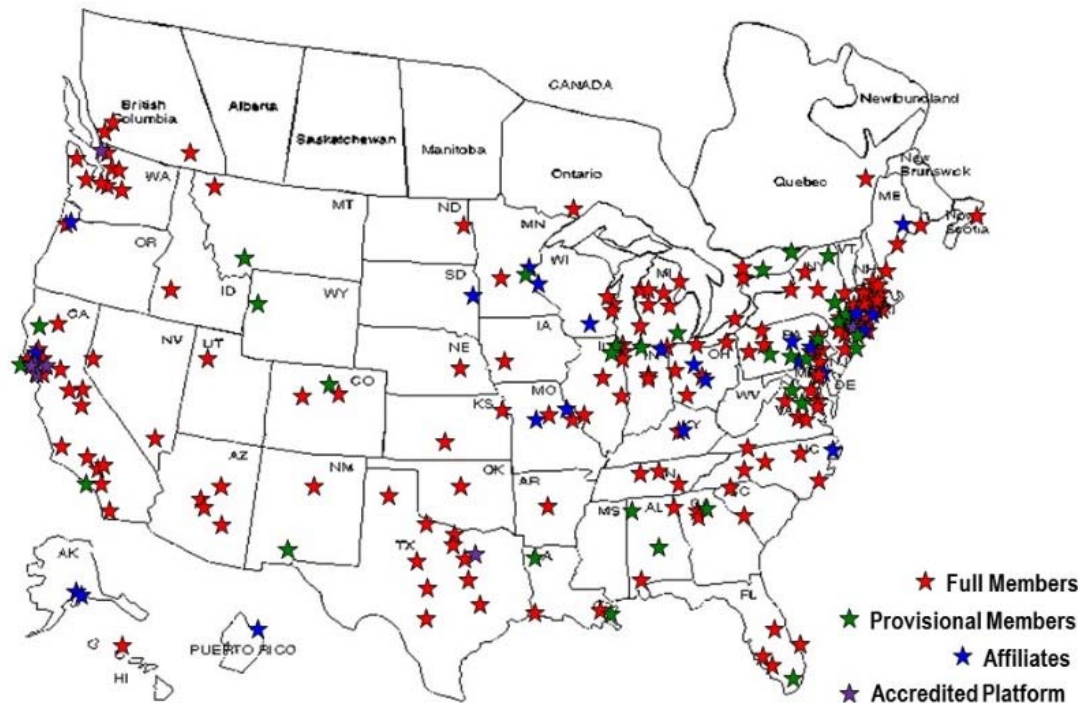 CANADA
Newfoundland
British
Columbia
Alberta
Saskatchewan
Manitoba
Ontario
Quebec
New
Brunswick
Nova
Scotia
WA
MT
ND
MN
ME
VT
NH
NY
OR
ID
SD
WI
MI
WY
IA
CA
NV
UT
NE
IL
IN
OH
PA
NJ
CO
MO
WV
DE
KS
KY
VA
AZ
NM
OK
AR
NC
SC
MS
AL
TX
FL
AK
HI
PUERTO RICO
Full Members
Provisional Members
Affiliates
Accredited Platform